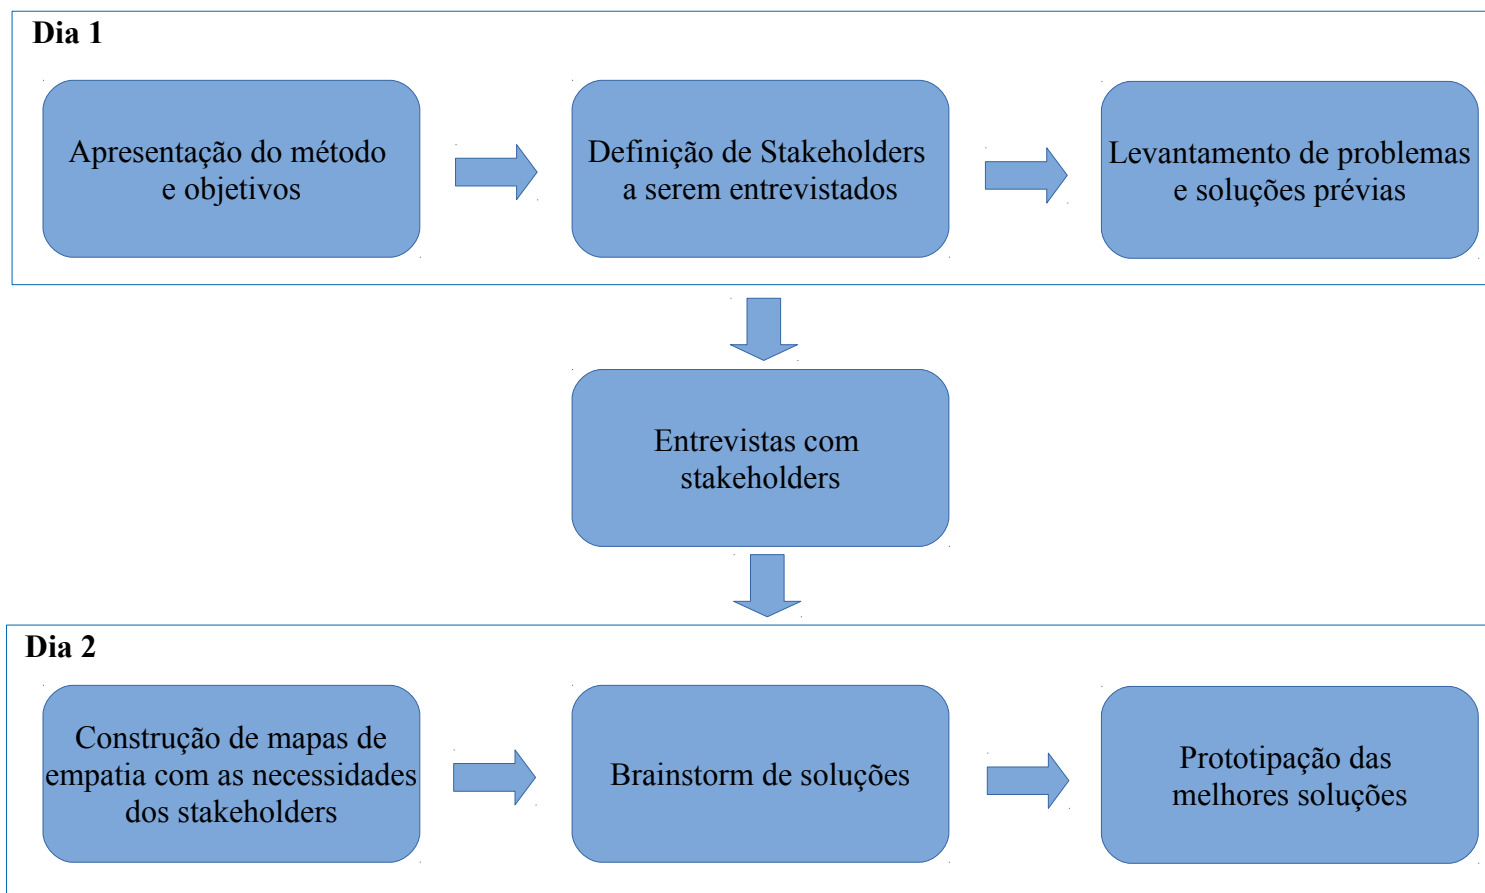 Dia 1
Apresentação do método
e objetivos
Definição de Stakeholders
a serem entrevistados
Levantamento de problemas
e soluções prévias
Entrevistas com
stakeholders
Dia 2
Construção de mapas de
empatia com as necessidades
dos stakeholders
Brainstorm de soluções
Prototipação das
melhores soluções